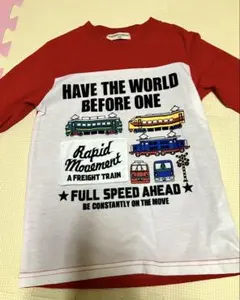 HAVE THE WORLD
BEFORE ONE
Rapid
Movement
A FREIGHT TRAIN
★FULL SPEED AHEAD★
BE CONSTANTLY ON THE MOVE